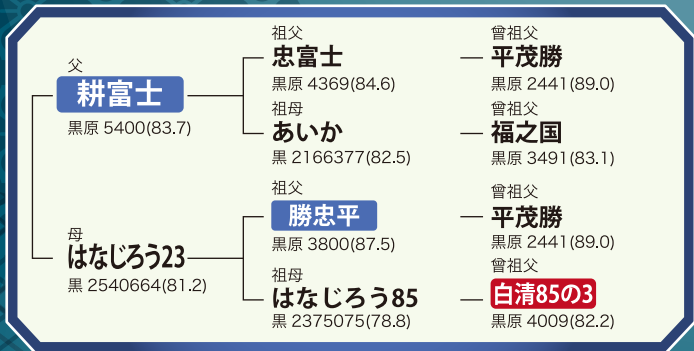 父
耕富士
黒原 5400(83.7)
祖父
忠富士
黒原 4369(84.6)
曾祖父
平茂勝
黒原 2441(89.0)
祖母
あいか
黒 2166377(82.5)
曾祖父
福之国
黒原 3491(83.1)
母
はなじろう23
黒 2540664(81.2)
祖父
勝忠平
黒原 3800(87.5)
曾祖父
平茂勝
黒原 2441(89.0)
祖母
はなじろう85
黒 2375075(78.8)
曾祖父
白清85の3
黒原 4009(82.2)